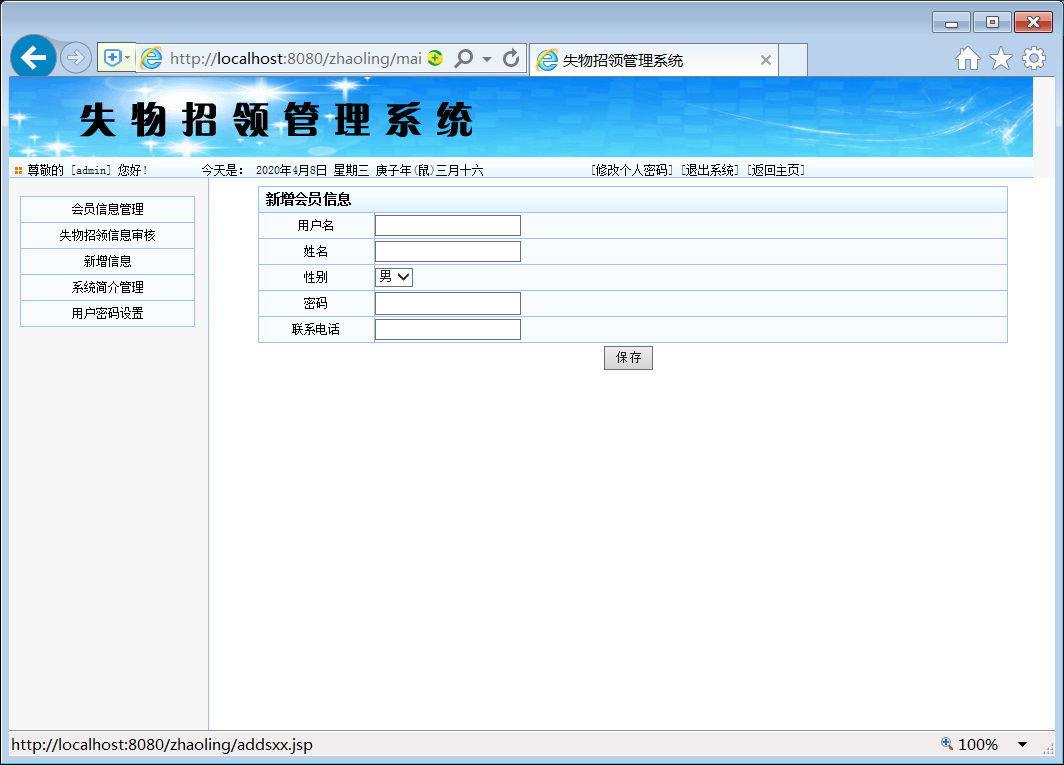 http://localhost:8080/zhaoling/mai
失物招领管理系统
失物招领管理系统
尊敬的 [admin] 您好! 今天是: 2020年4月8日 星期三 庚子年(鼠)三月十六 [修改个人密码] [退出系统] [返回主页]
会员信息管理
失物招领信息审核
新增信息
系统简介管理
用户密码设置
新增会员信息
用户名
姓名
性别 男
密码
联系电话
保存
http://localhost:8080/zhaoling/addsxx.jsp
100%